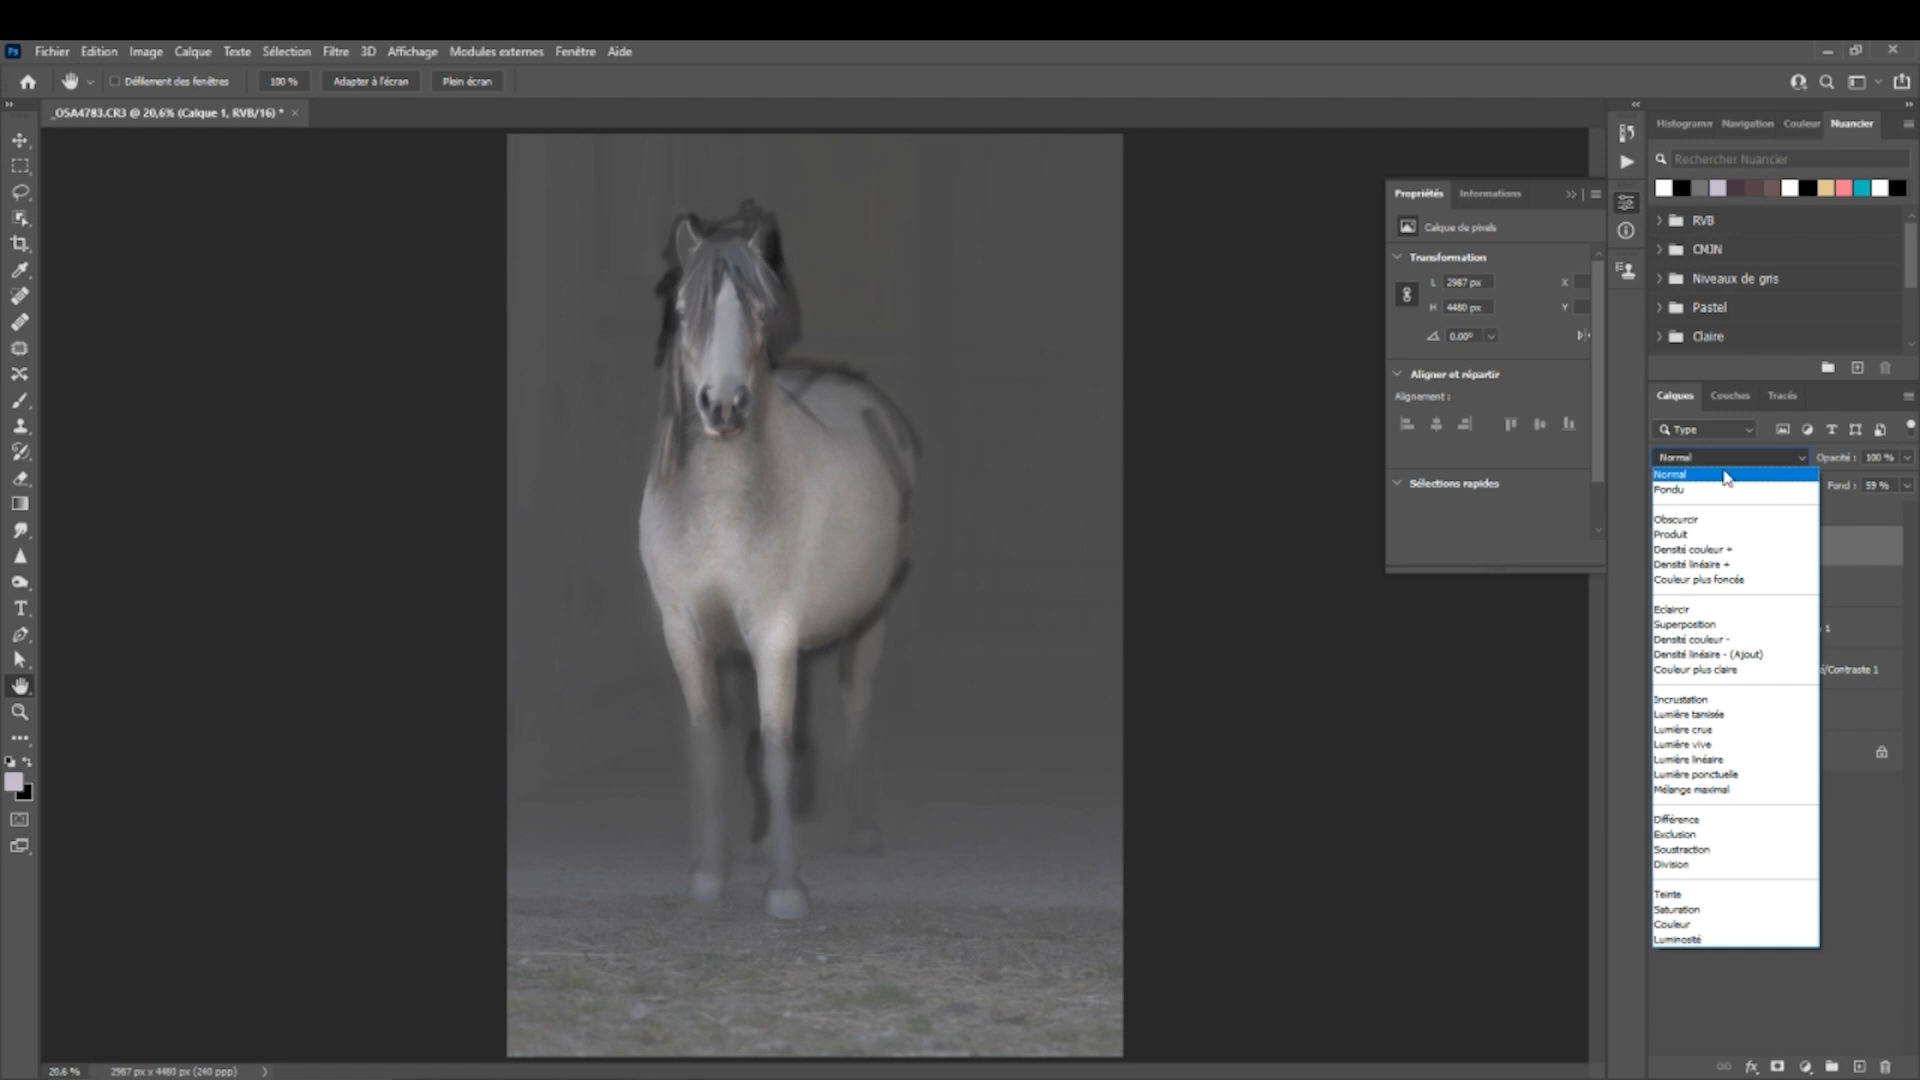 Ps Fichier Edition Image Calque Texte Sélection Filtre 3D Affichage Modules externes Fenêtre Aide
Défilement des fenêtres 100 % Adapter à l'écran Plein écran
_O5A4783.CR3 @ 20,6% (Calque 1, RVB/16) *
Histogramm Navigation Couleur Nuancier
Rechercher Nuancier
RVB
CMJN
Niveaux de gris
Pastel
Claire
Propriétés Informations
Calque de pixels
Transformation
L 2987 px X
H 4480 px Y
0.00°
Aligner et répartir
Alignement :
Sélections rapides
Calques Couches Tracés
Type
Normal Opacité : 100 %
Normal
Fond : 59 %
Fondu
Obscurcir
Produit
Densité couleur +
Densité linéaire +
Couleur plus foncée
Eclaircir
Superposition
1
Densité couleur -
Densité linéaire - (Ajout)
Couleur plus claire
é/Contraste 1
Incrustation
Lumière tamisée
Lumière crue
Lumière vive
Lumière linéaire
Lumière ponctuelle
Mélange maximal
Différence
Exclusion
Soustraction
Division
Teinte
Saturation
Couleur
Luminosité
20,6 % 2987 px x 4480 px (240 ppp)
fx